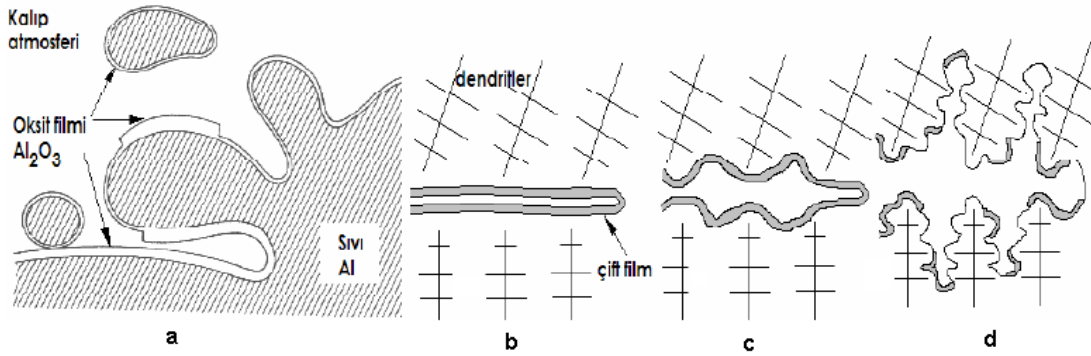 Kalıp
atmosferi
Oksit filmi
Al₂O₃
Sıvı
Al
dendritler
çift film
a
b
c
d